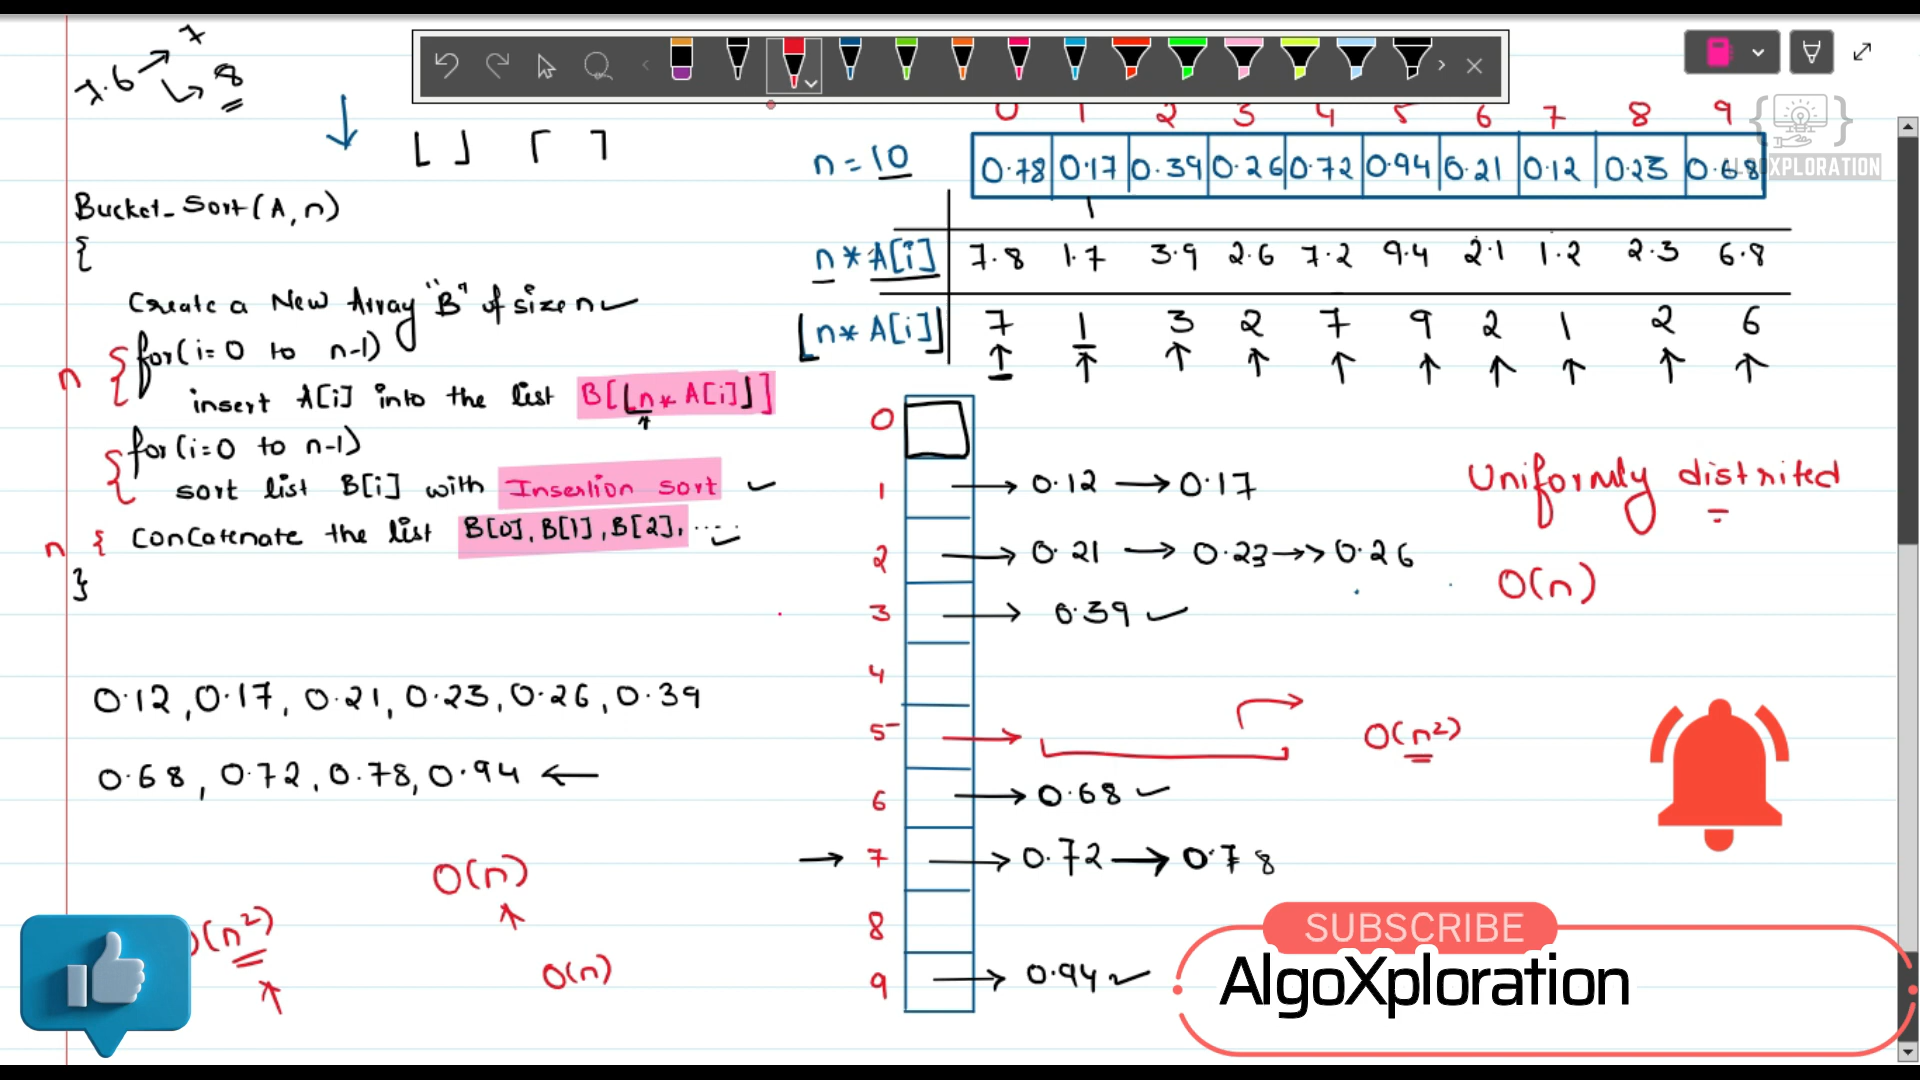 7.6 → 7
↳ 8
⌊ ⌋ ⌈ ⌉
Bucket_Sort(A, n)
{
Create a New Array "B" of size n ✓
n { for(i=0 to n-1)
insert A[i] into the list B[⌊n* A[i]⌋]
{ for(i=0 to n-1)
sort list B[i] with Insertion sort ✓
n { Concatenate the list B[0], B[1], B[2], ....
}
0.12, 0.17, 0.21, 0.23, 0.26, 0.39
0.68, 0.72, 0.78, 0.94 ←
O(n)
(n²)
O(n)
0 1 2 3 4 5 6 7 8 9
n = 10 0.78 0.17 0.39 0.26 0.72 0.94 0.21 0.12 0.23 0.68
ALGOXPLORATION
n * A[i] 7.8 1.7 3.9 2.6 7.2 9.4 2.1 1.2 2.3 6.8
⌊n* A[i]⌋ 7 1 3 2 7 9 2 1 2 6
0
1 → 0.12 → 0.17
2 → 0.21 → 0.23 → 0.26
3 → 0.39 ✓
4
5 →
6 → 0.68 ✓
→ 7 → 0.72 → 0.78
8
9 → 0.94 ✓
Uniformly distrited
O(n)
O(n²)
SUBSCRIBE
AlgoXploration